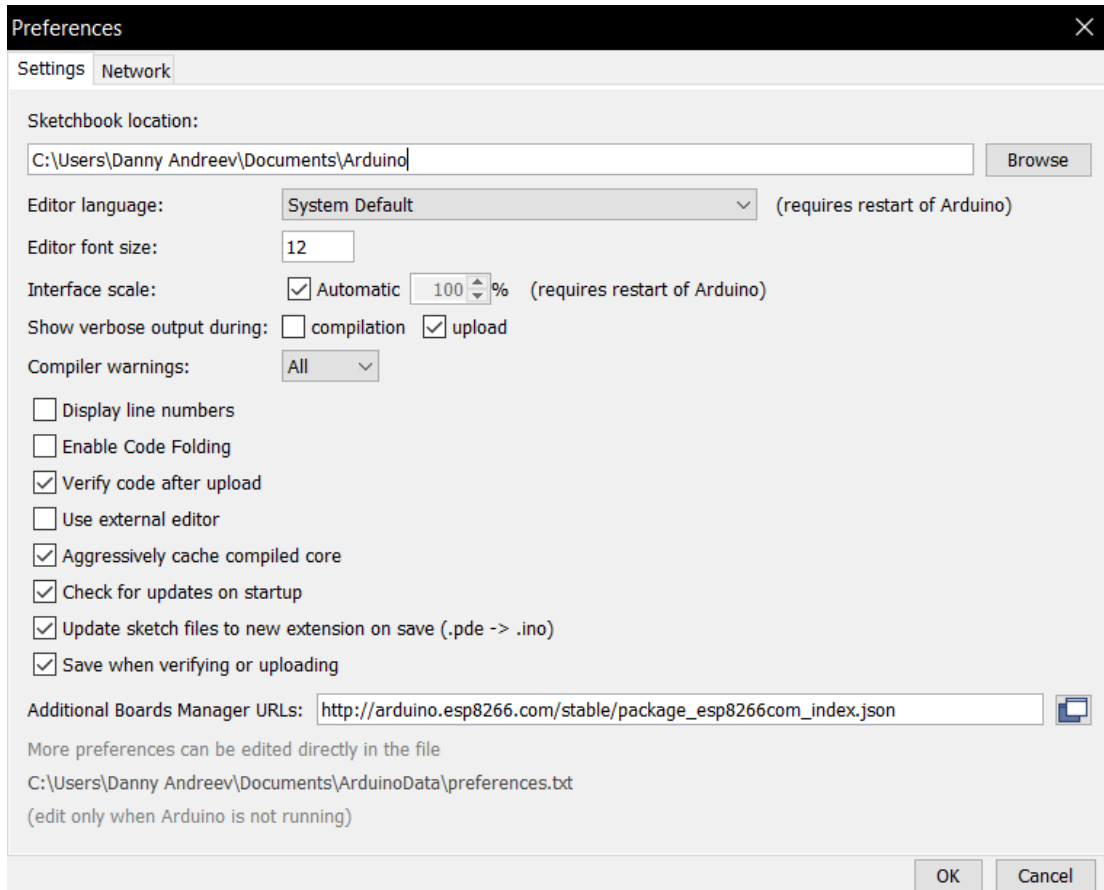 Preferences
Settings Network
Sketchbook location:
C:\Users\Danny Andreev\Documents\Arduino Browse
Editor language: System Default (requires restart of Arduino)
Editor font size: 12
Interface scale: Automatic 100 % (requires restart of Arduino)
Show verbose output during: compilation upload
Compiler warnings: All
Display line numbers
Enable Code Folding
Verify code after upload
Use external editor
Aggressively cache compiled core
Check for updates on startup
Update sketch files to new extension on save (.pde -> .ino)
Save when verifying or uploading
Additional Boards Manager URLs: http://arduino.esp8266.com/stable/package_esp8266com_index.json
More preferences can be edited directly in the file
C:\Users\Danny Andreev\Documents\ArduinoData\preferences.txt
(edit only when Arduino is not running)
OK Cancel